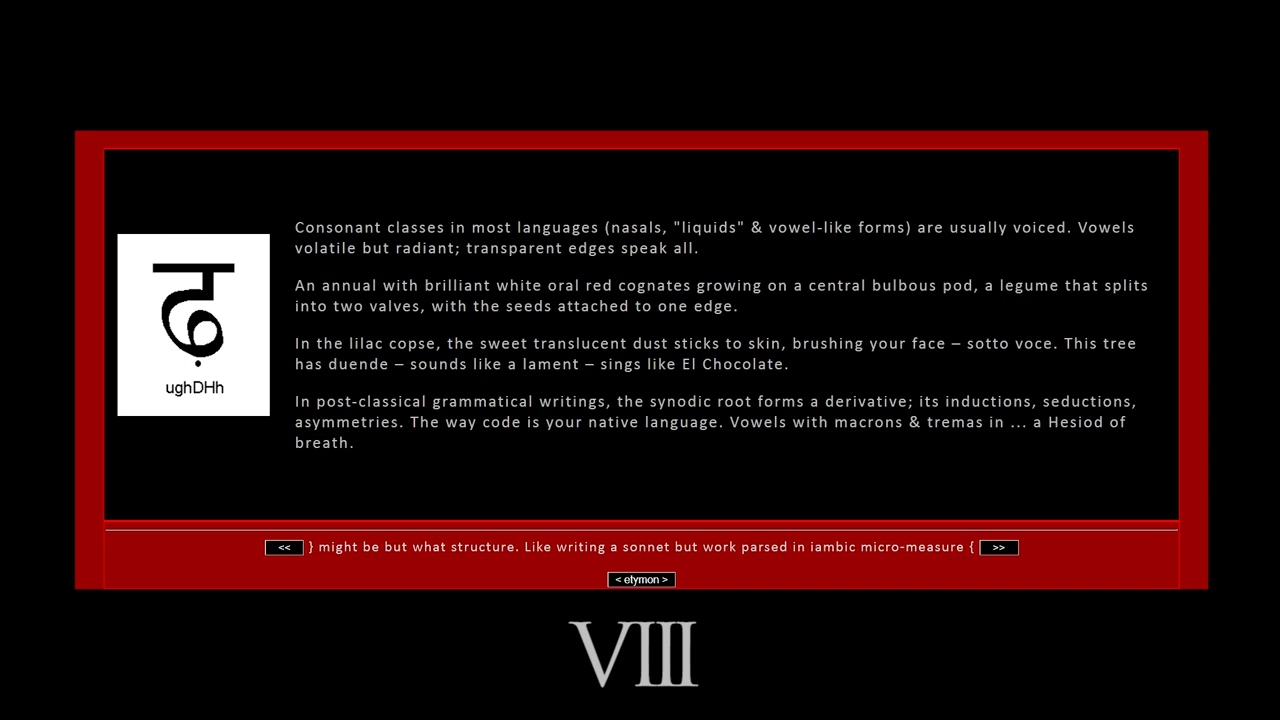 Consonant classes in most languages (nasals, "liquids" & vowel-like forms) are usually voiced. Vowels
volatile but radiant; transparent edges speak all.
An annual with brilliant white oral red cognates growing on a central bulbous pod, a legume that splits
into two valves, with the seeds attached to one edge.
In the lilac copse, the sweet translucent dust sticks to skin, brushing your face – sotto voce. This tree
has duende – sounds like a lament – sings like El Chocolate.
In post-classical grammatical writings, the synodic root forms a derivative; its inductions, seductions,
asymmetries. The way code is your native language. Vowels with macrons & tremas in ... a Hesiod of
breath.
ढ़
ughDHh
<< } might be but what structure. Like writing a sonnet but work parsed in iambic micro-measure { >>
< etymon >
VIII